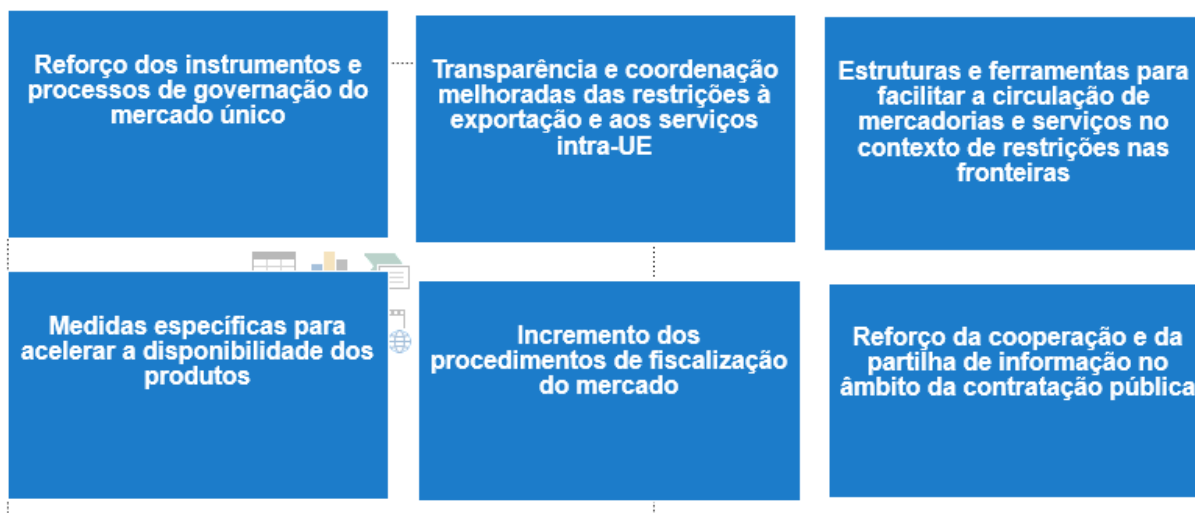 Reforço dos instrumentos e
processos de governação do
mercado único
Transparência e coordenação
melhoradas das restrições à
exportação e aos serviços
intra-UE
Estruturas e ferramentas para
facilitar a circulação de
mercadorias e serviços no
contexto de restrições nas
fronteiras
Medidas específicas para
acelerar a disponibilidade dos
produtos
Incremento dos
procedimentos de fiscalização
do mercado
Reforço da cooperação e da
partilha de informação no
âmbito da contratação pública